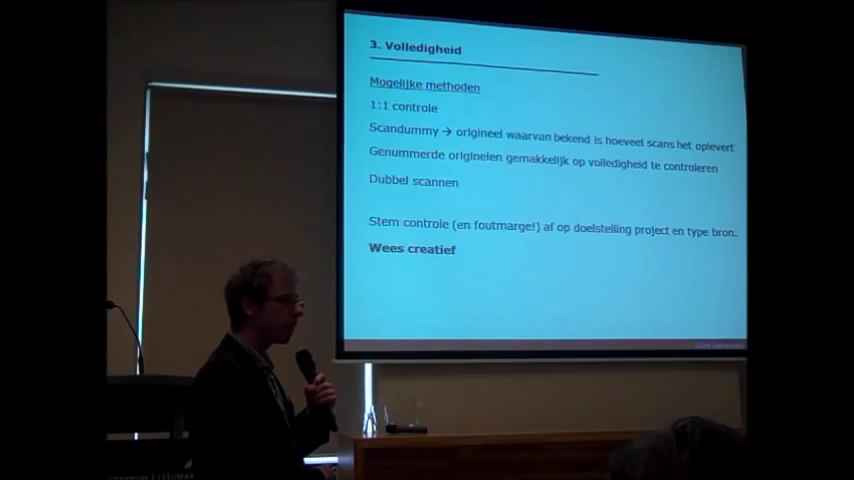 3. Volledigheid
Mogelijke methoden
1:1 controle
Scandummy → origineel waarvan bekend is hoeveel scans het oplevert
Genummerde originelen gemakkelijk op volledigheid te controleren
Dubbel scannen
Stem controle (en foutmarge!) af op doelstelling project en type bron.
Wees creatief